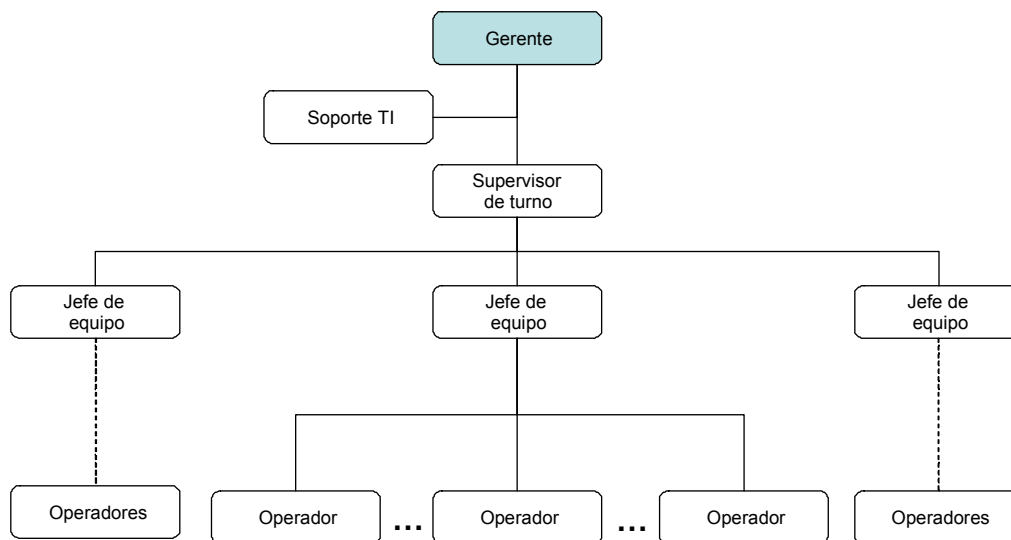 Gerente
Soporte TI
Supervisor
de turno
Jefe de
equipo
Jefe de
equipo
Jefe de
equipo
Operadores
Operador
...
Operador
...
Operador
Operadores